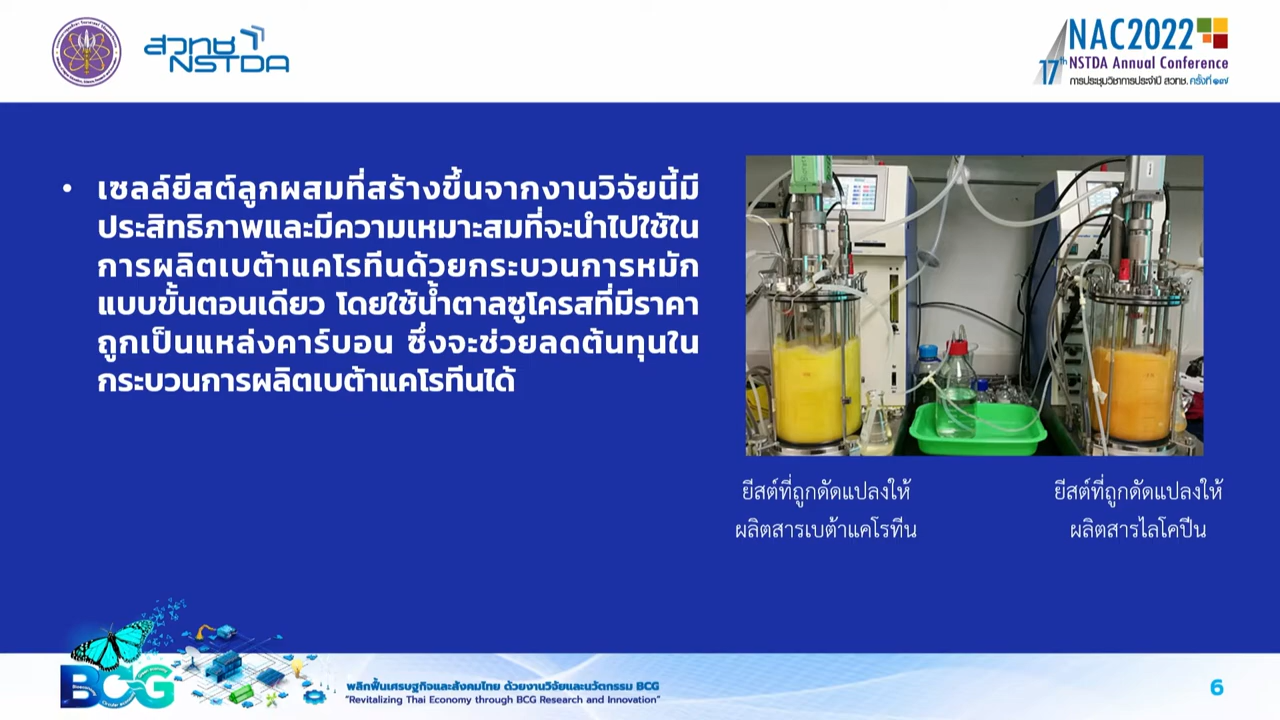 สวทช
NSTDA
NAC2022
17th NSTDA Annual Conference
การประชุมวิชาการประจำปี สวทช. ครั้งที่ ๑๗
• เซลล์ยีสต์ลูกผสมที่สร้างขึ้นจากงานวิจัยนี้มี
ประสิทธิภาพและมีความเหมาะสมที่จะนำไปใช้ใน
การผลิตเบต้าแคโรทีนด้วยกระบวนการหมัก
แบบขั้นตอนเดียว โดยใช้น้ำตาลซูโครสที่มีราคา
ถูกเป็นแหล่งคาร์บอน ซึ่งจะช่วยลดต้นทุนใน
กระบวนการผลิตเบต้าแคโรทีนได้
ยีสต์ที่ถูกดัดแปลงให้
ผลิตสารเบต้าแคโรทีน
ยีสต์ที่ถูกดัดแปลงให้
ผลิตสารไลโคปีน
BCG
พลิกฟื้นเศรษฐกิจและสังคมไทย ด้วยงานวิจัยและนวัตกรรม BCG
"Revitalizing Thai Economy through BCG Research and Innovation"
6